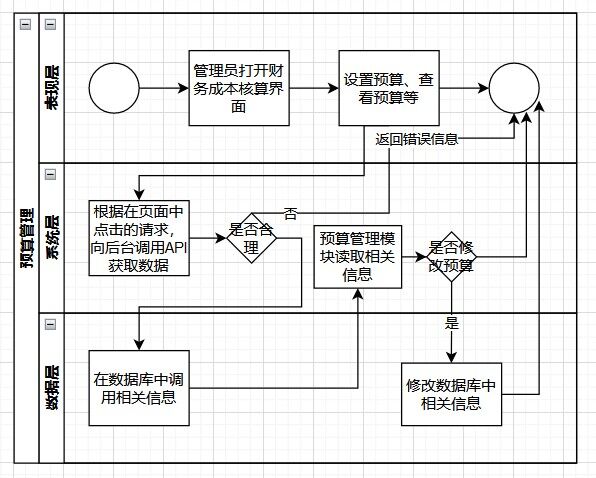 预算管理
表现层
管理员打开财
务成本核算界
面
设置预算、查
看预算等
返回错误信息
系统层
根据在页面中
点击的请求，
向后台调用API
获取数据
是否合
理
否
预算管理模
块读取相关
信息
是否修
改预算
是
数据层
在数据库中调
用相关信息
修改数据库中
相关信息